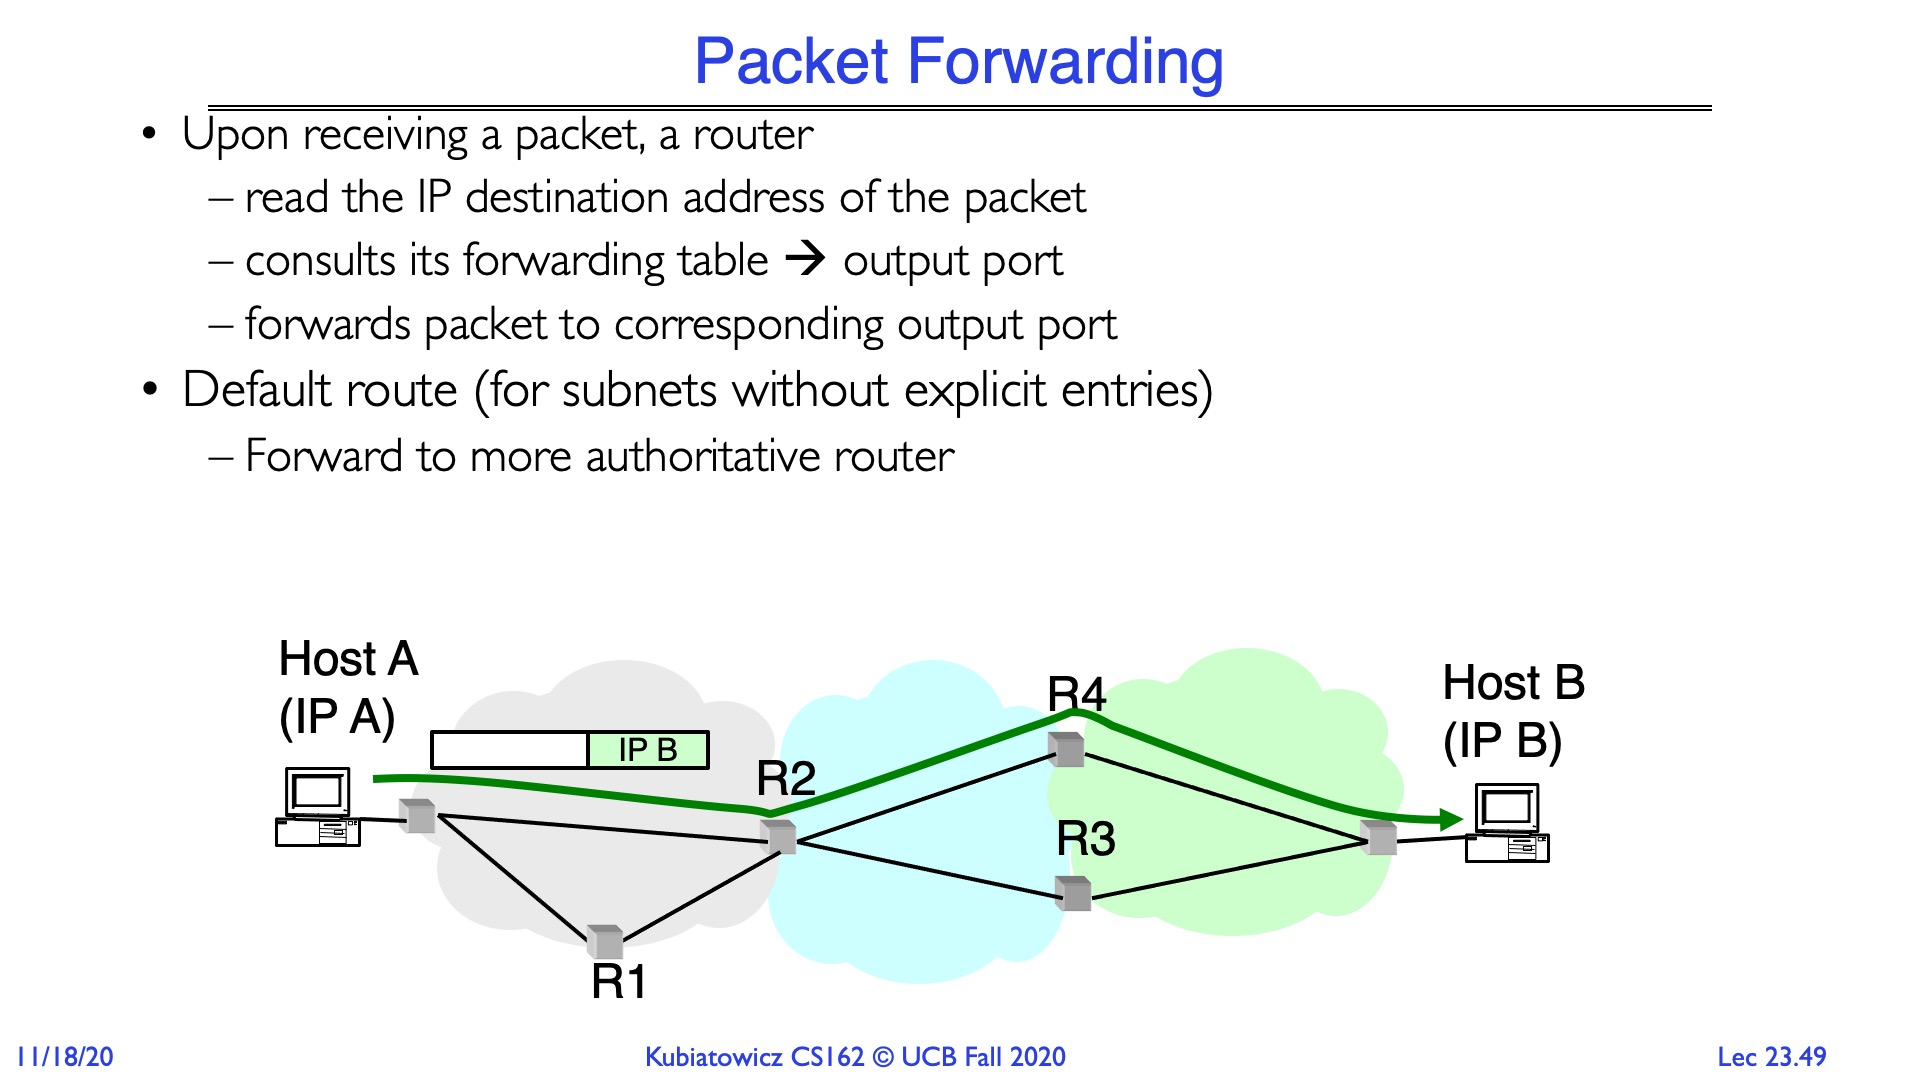 Packet Forwarding
• Upon receiving a packet, a router
– read the IP destination address of the packet
– consults its forwarding table → output port
– forwards packet to corresponding output port
• Default route (for subnets without explicit entries)
– Forward to more authoritative router
Host A
(IP A)
IP B
R2
R1
R4
R3
Host B
(IP B)
11/18/20
Kubiatowicz CS162 © UCB Fall 2020
Lec 23.49